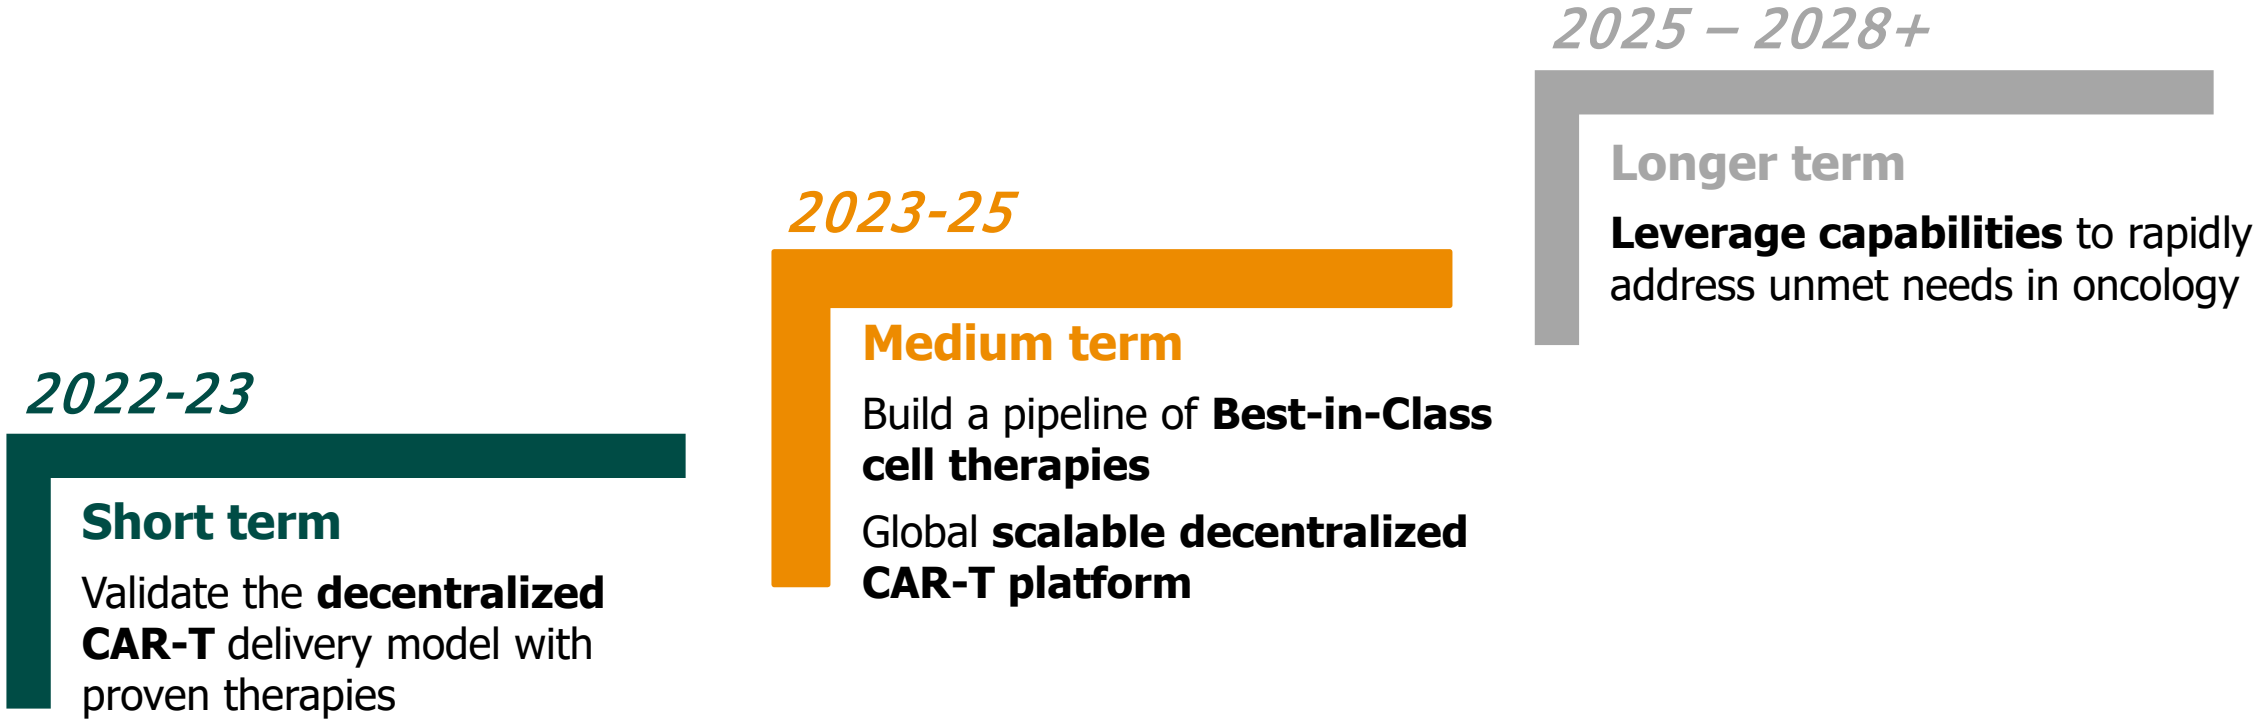 2022-23
Short term
Validate the decentralized
CAR-T delivery model with
proven therapies
2023-25
Medium term
Build a pipeline of Best-in-Class
cell therapies
Global scalable decentralized
CAR-T platform
2025 – 2028+
Longer term
Leverage capabilities to rapidly
address unmet needs in oncology